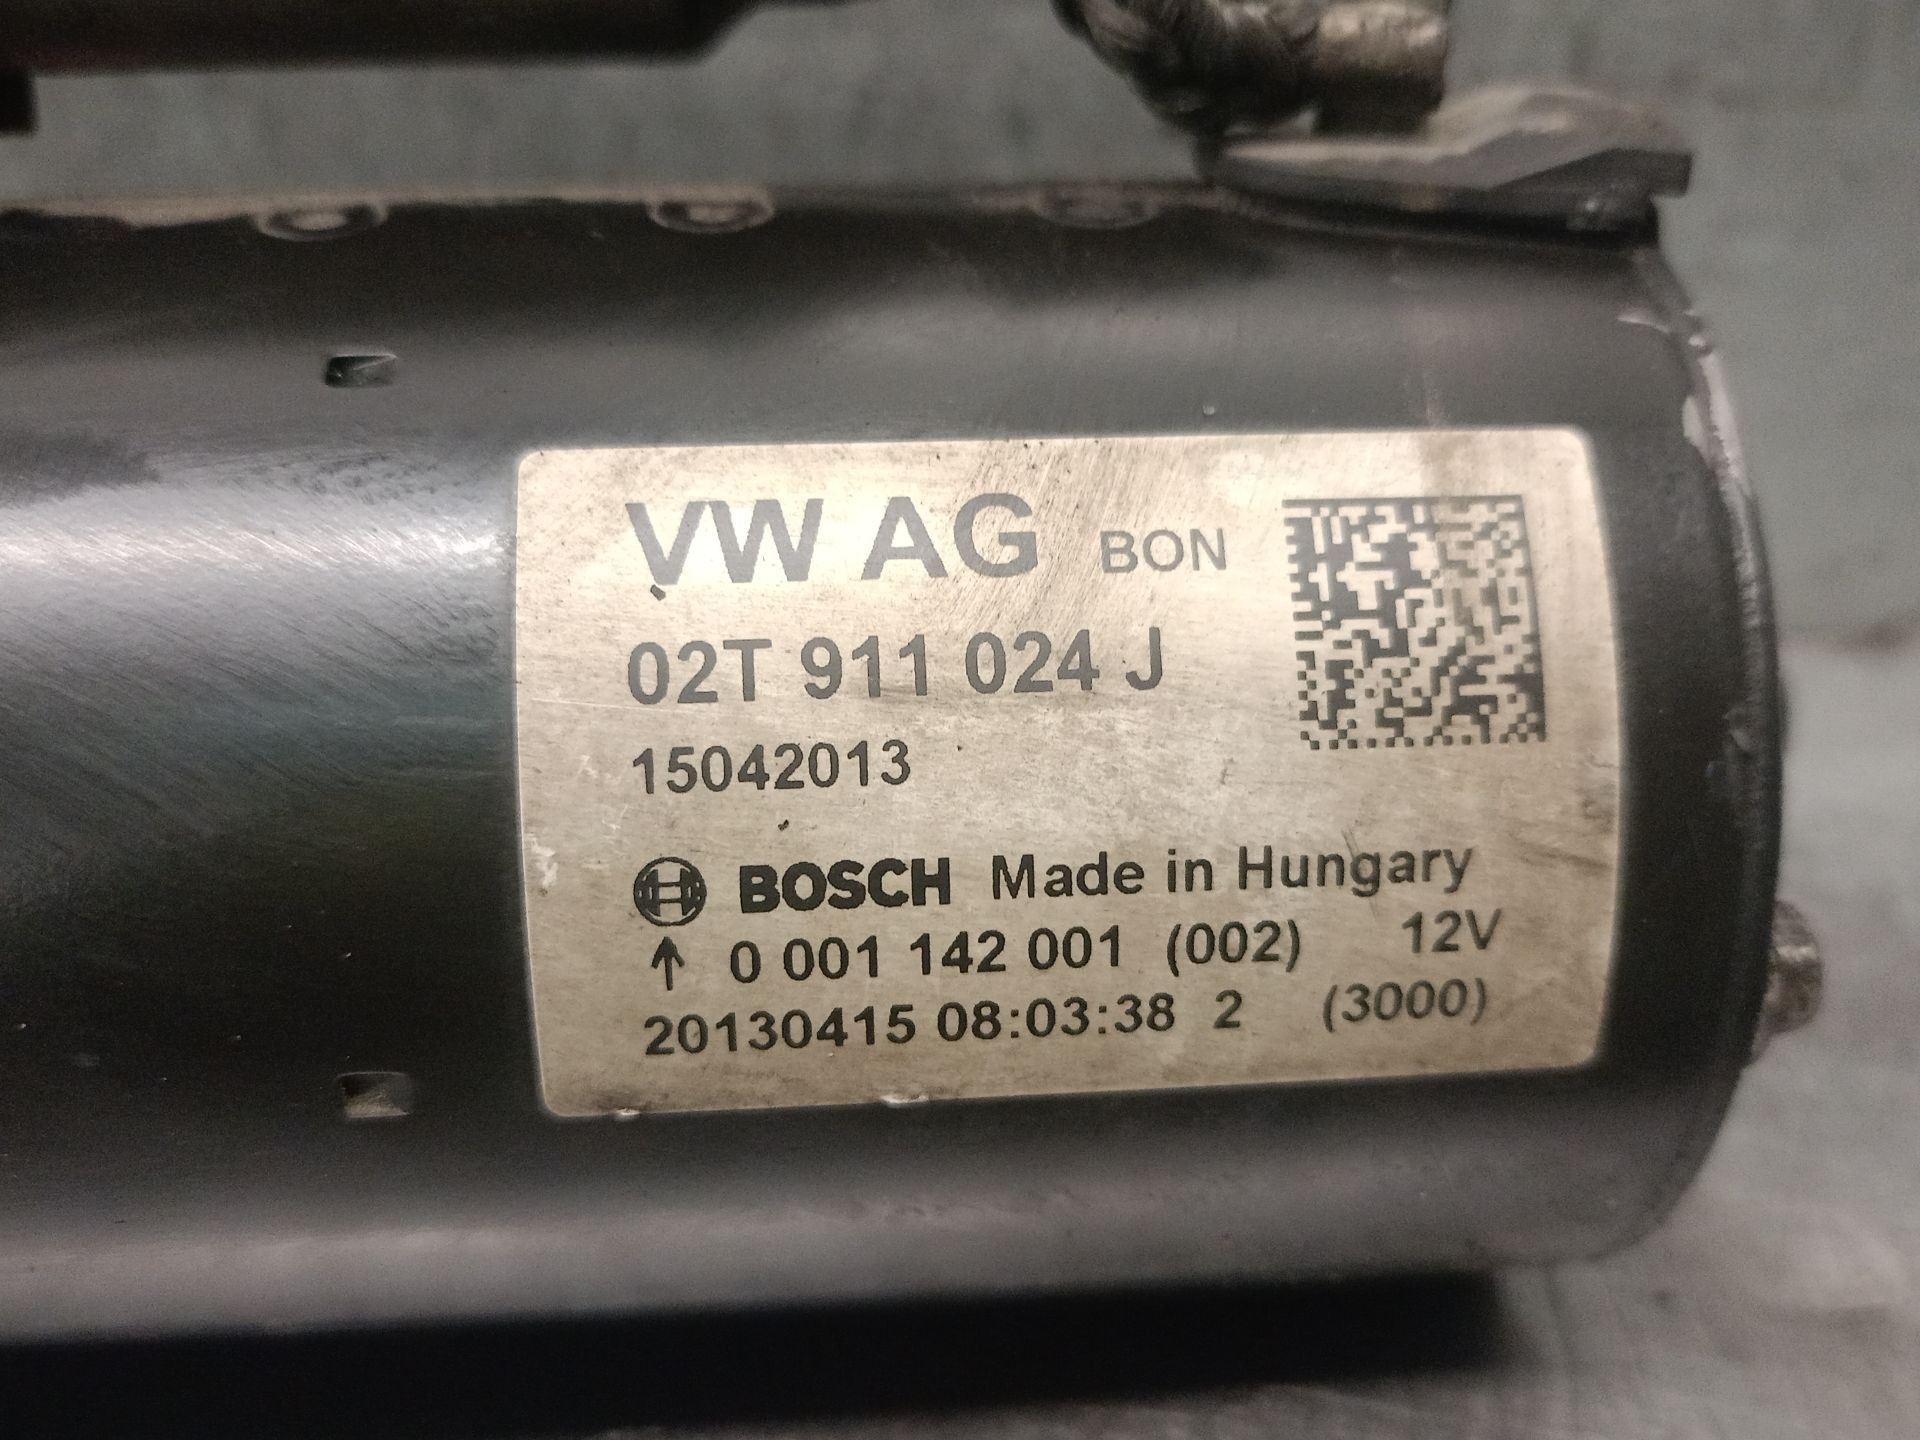 VW AG BON
02T 911 024 J
15042013
BOSCH Made in Hungary
↑ 0 001 142 001 (002) 12V
20130415 08:03:38 2 (3000)